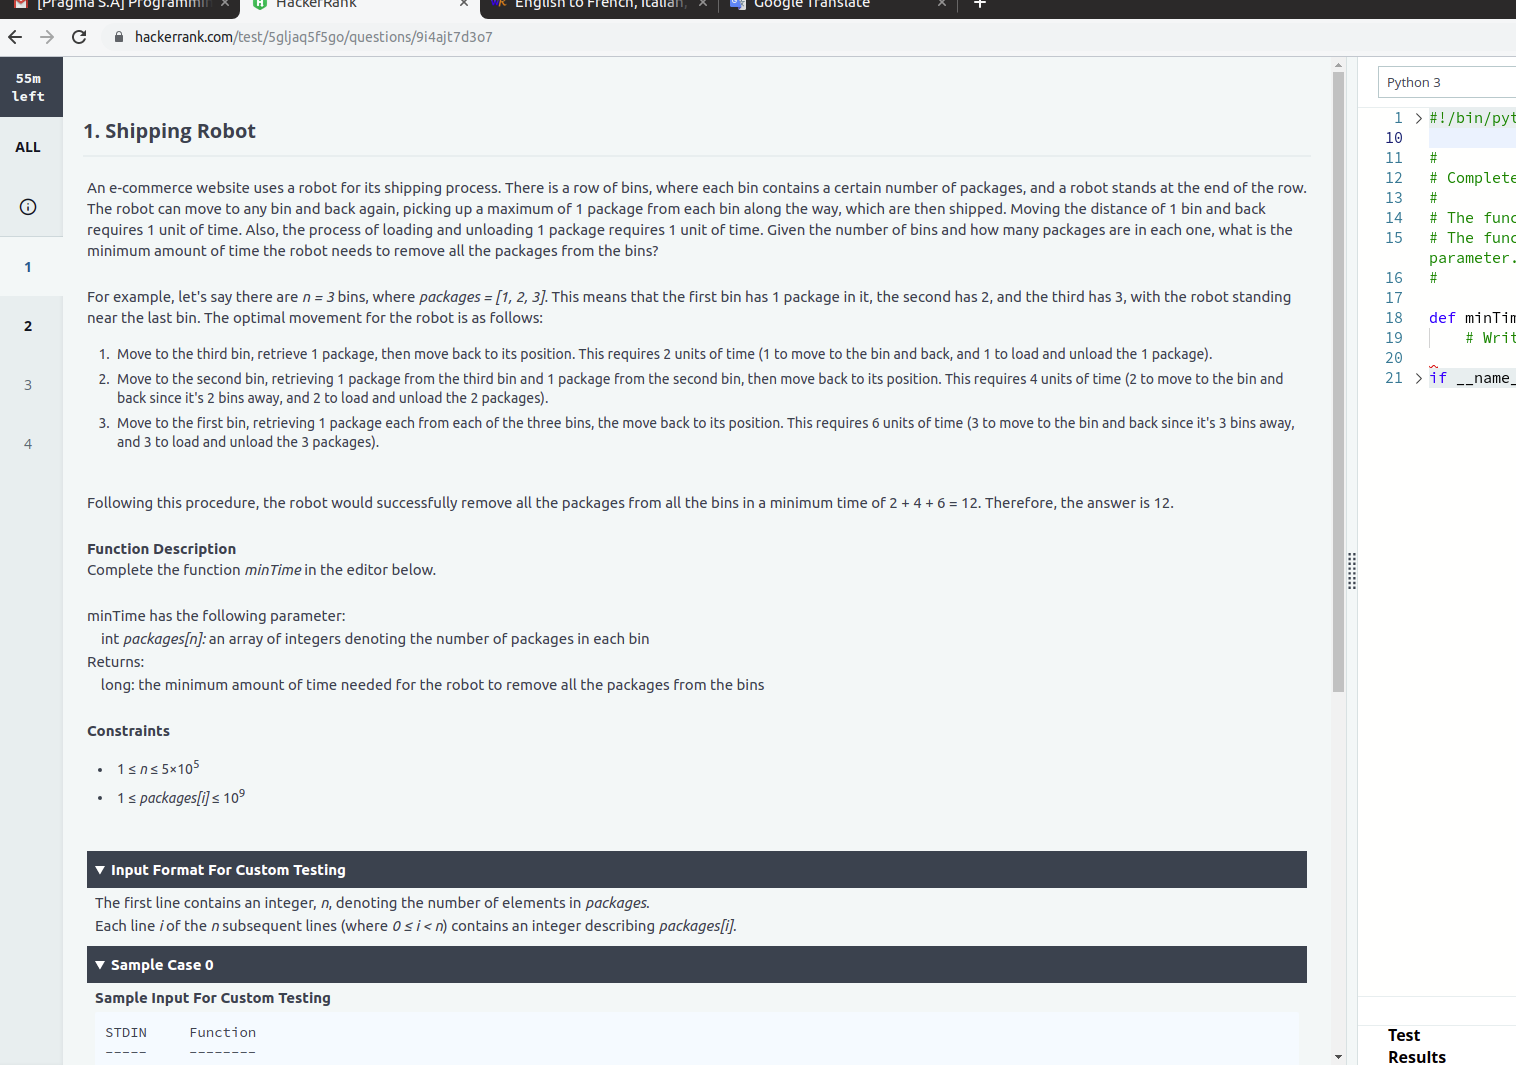 [Pragma S.A] Programmin
HackerRank
English to French, Italian,
Google Translate
hackerrank.com/test/5gljaq5f5go/questions/9i4ajt7d3o7
55m
left
ALL
1
2
3
4
1. Shipping Robot
An e-commerce website uses a robot for its shipping process. There is a row of bins, where each bin contains a certain number of packages, and a robot stands at the end of the row.
The robot can move to any bin and back again, picking up a maximum of 1 package from each bin along the way, which are then shipped. Moving the distance of 1 bin and back
requires 1 unit of time. Also, the process of loading and unloading 1 package requires 1 unit of time. Given the number of bins and how many packages are in each one, what is the
minimum amount of time the robot needs to remove all the packages from the bins?
For example, let's say there are n = 3 bins, where packages = [1, 2, 3]. This means that the first bin has 1 package in it, the second has 2, and the third has 3, with the robot standing
near the last bin. The optimal movement for the robot is as follows:
1. Move to the third bin, retrieve 1 package, then move back to its position. This requires 2 units of time (1 to move to the bin and back, and 1 to load and unload the 1 package).
2. Move to the second bin, retrieving 1 package from the third bin and 1 package from the second bin, then move back to its position. This requires 4 units of time (2 to move to the bin and
back since it's 2 bins away, and 2 to load and unload the 2 packages).
3. Move to the first bin, retrieving 1 package each from each of the three bins, the move back to its position. This requires 6 units of time (3 to move to the bin and back since it's 3 bins away,
and 3 to load and unload the 3 packages).
Following this procedure, the robot would successfully remove all the packages from all the bins in a minimum time of 2 + 4 + 6 = 12. Therefore, the answer is 12.
Function Description
Complete the function minTime in the editor below.
minTime has the following parameter:
int packages[n]: an array of integers denoting the number of packages in each bin
Returns:
long: the minimum amount of time needed for the robot to remove all the packages from the bins
Constraints
• 1 ≤ n ≤ 5×10⁵
• 1 ≤ packages[i] ≤ 10⁹
Input Format For Custom Testing
The first line contains an integer, n, denoting the number of elements in packages.
Each line i of the n subsequent lines (where 0 ≤ i < n) contains an integer describing packages[i].
Sample Case 0
Sample Input For Custom Testing
STDIN Function
----- --------
Python 3
1 > #!/bin/pyt
10
11 #
12 # Complete
13 #
14 # The func
15 # The func
parameter.
16 #
17
18 def minTim
19 # Writ
20
21 > if __name_
Test
Results